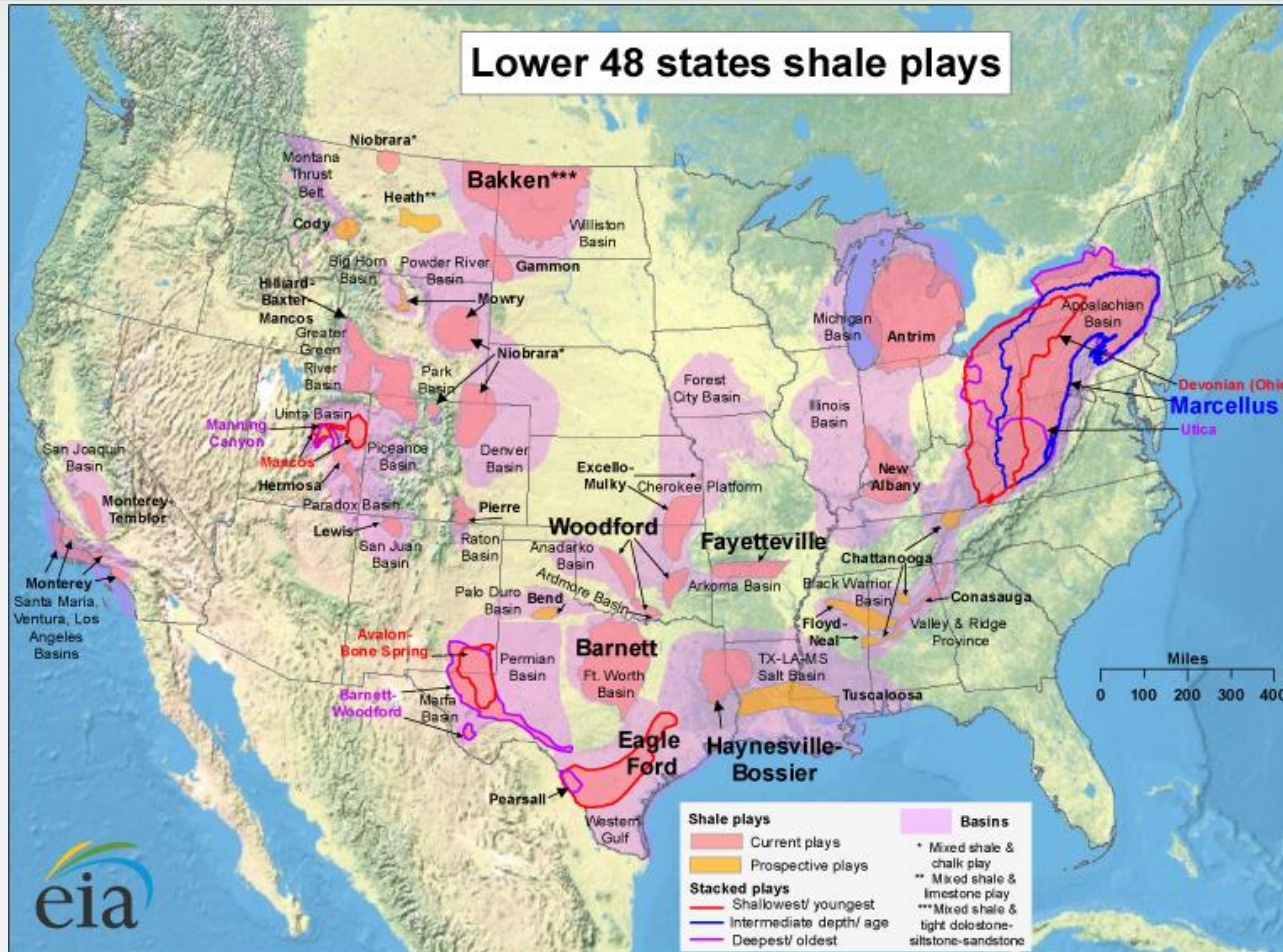 Lower 48 states shale plays
Niobrara*
Montana
Thrust
Belt
Bakken***
Heath**
Cody
Williston
Basin
Big Horn
Basin
Powder River
Basin
Gammon
Hilliard-
Baxter-
Mancos
Mowry
Greater
Green
River
Basin
Niobrara*
Park
Basin
Michigan
Basin
Antrim
Appalachian
Basin
Forest
City Basin
Illinois
Basin
Devonian (Ohi
Marcellus
Utica
Uinta Basin
Manning
Canyon
Mancos
Piceance
Basin
Denver
Basin
San Joaquin
Basin
Hermosa
Excello-
Mulky
Cherokee Platform
New
Albany
Monterey-
Temblor
Paradox Basin
Pierre
Lewis
San Juan
Basin
Raton
Basin
Woodford
Fayetteville
Anadarko
Basin
Chattanooga
Monterey
Santa Maria,
Ventura, Los
Angeles
Basins
Arkoma Basin
Black Warrior
Basin
Ardmore Basin
Palo Duro
Basin
Bend
Conasauga
Floyd-
Neal
Valley & Ridge
Province
Avalon-
Bone Spring
Permian
Basin
Barnett
Ft. Worth
Basin
TX-LA-MS
Salt Basin
Miles
0 100 200 300 400
Barnett-
Woodford
Marfa
Basin
Tuscaloosa
Eagle
Ford
Haynesville-
Bossier
Pearsall
Western
Gulf
Shale plays
Current plays
Prospective plays
Stacked plays
Shallowest/ youngest
Intermediate depth/ age
Deepest/ oldest
Basins
* Mixed shale &
chalk play
** Mixed shale &
limestone play
***Mixed shale &
tight dolostone-
siltstone-sandstone
eia